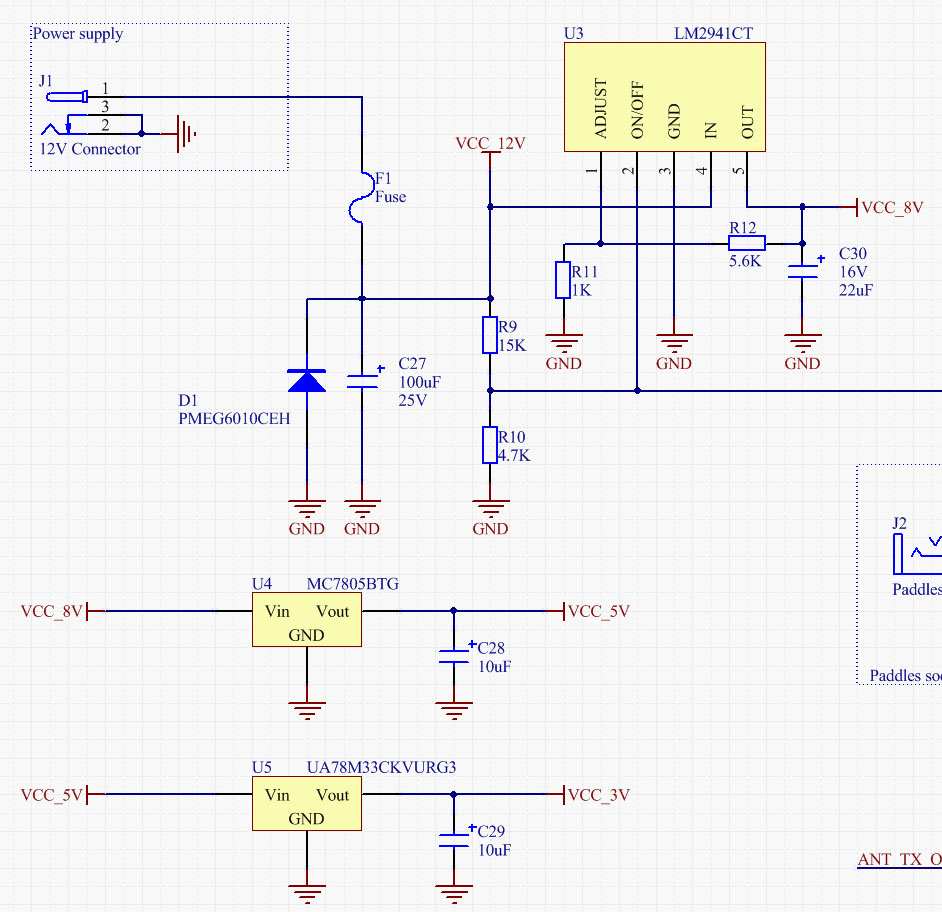 Power supply
J1
1
3
2
12V Connector
F1
Fuse
VCC_12V
U3
LM2941CT
ADJUST
ON/OFF
GND
IN
OUT
1
2
3
4
5
VCC_8V
R12
5.6K
C30
16V
22uF
R11
1K
GND
GND
GND
R9
15K
C27
100uF
25V
D1
PMEG6010CEH
R10
4.7K
GND
GND
GND
J2
Paddles
Paddles soc
U4
MC7805BTG
VCC_8V
Vin
Vout
GND
VCC_5V
C28
10uF
U5
UA78M33CKVURG3
VCC_5V
Vin
Vout
GND
VCC_3V
C29
10uF
ANT_TX_O